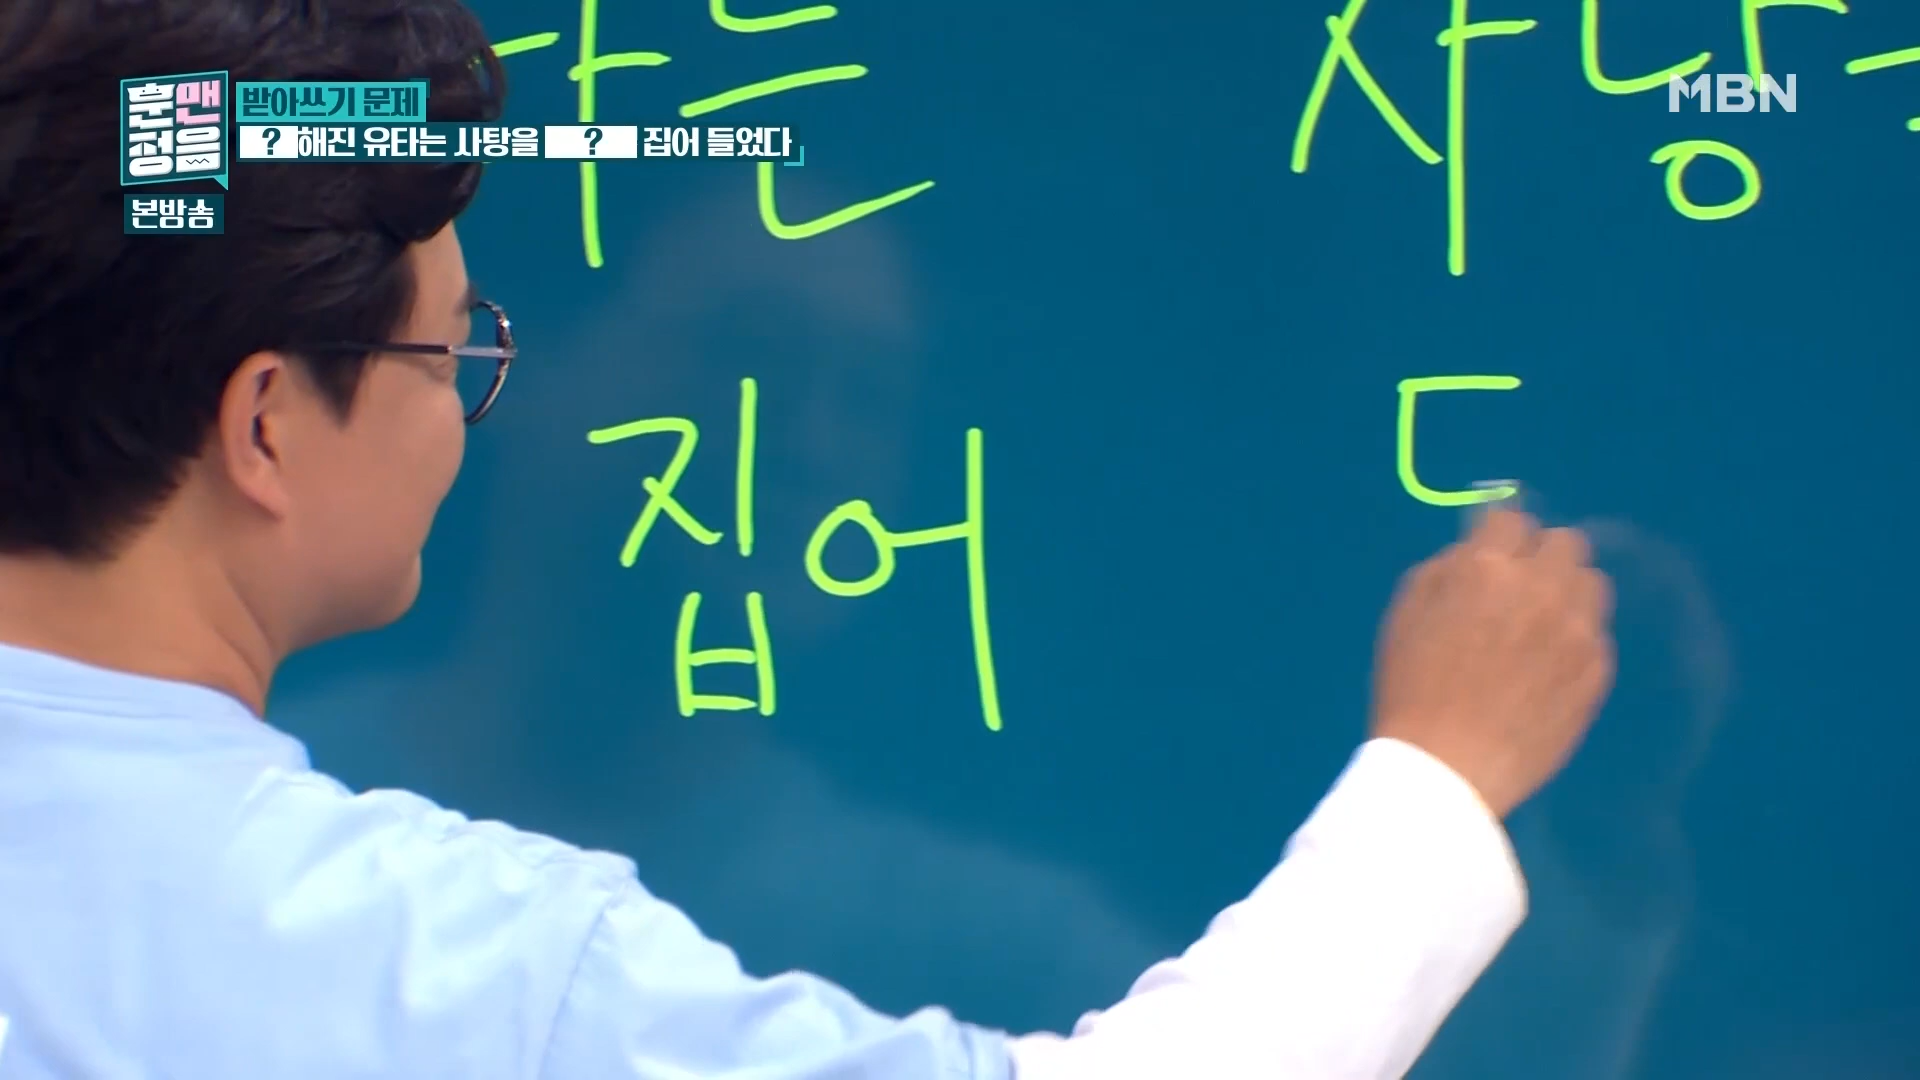 훈맨
정음
받아쓰기 문제
? 해진 유타는 사탕을 ? 집어 들었다
본방송
MBN
타는 사탕
집어 ㄷ